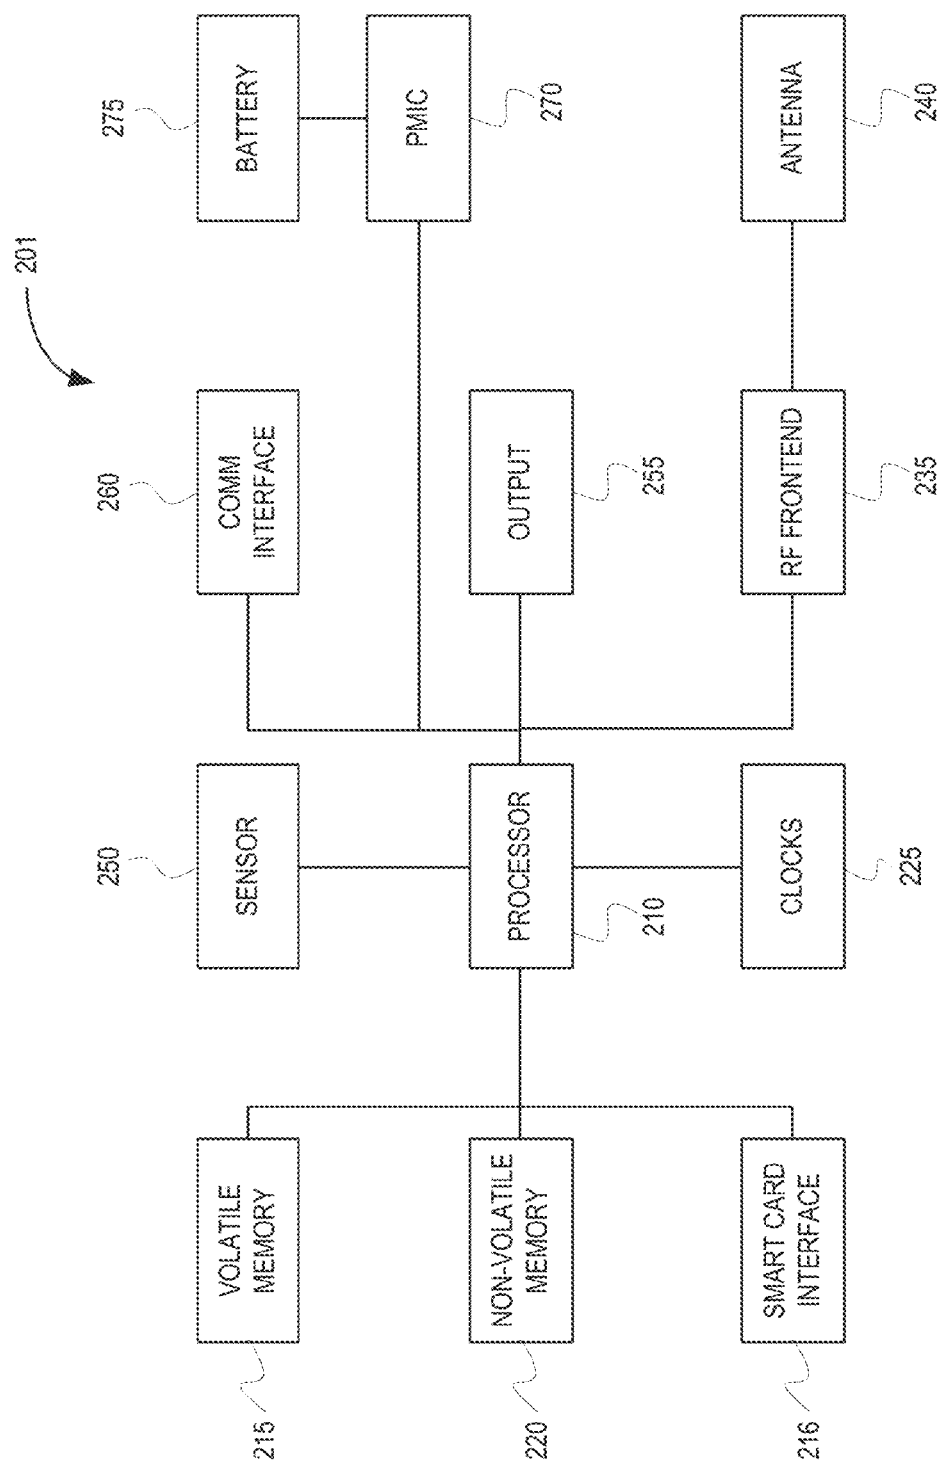 201
250
260
275
215
VOLATILE
MEMORY
SENSOR
COMM
INTERFACE
BATTERY
PMIC
270
220
NON-VOLATILE
MEMORY
PROCESSOR
OUTPUT
210
255
216
SMART CARD
INTERFACE
CLOCKS
RF FRONTEND
ANTENNA
225
235
240